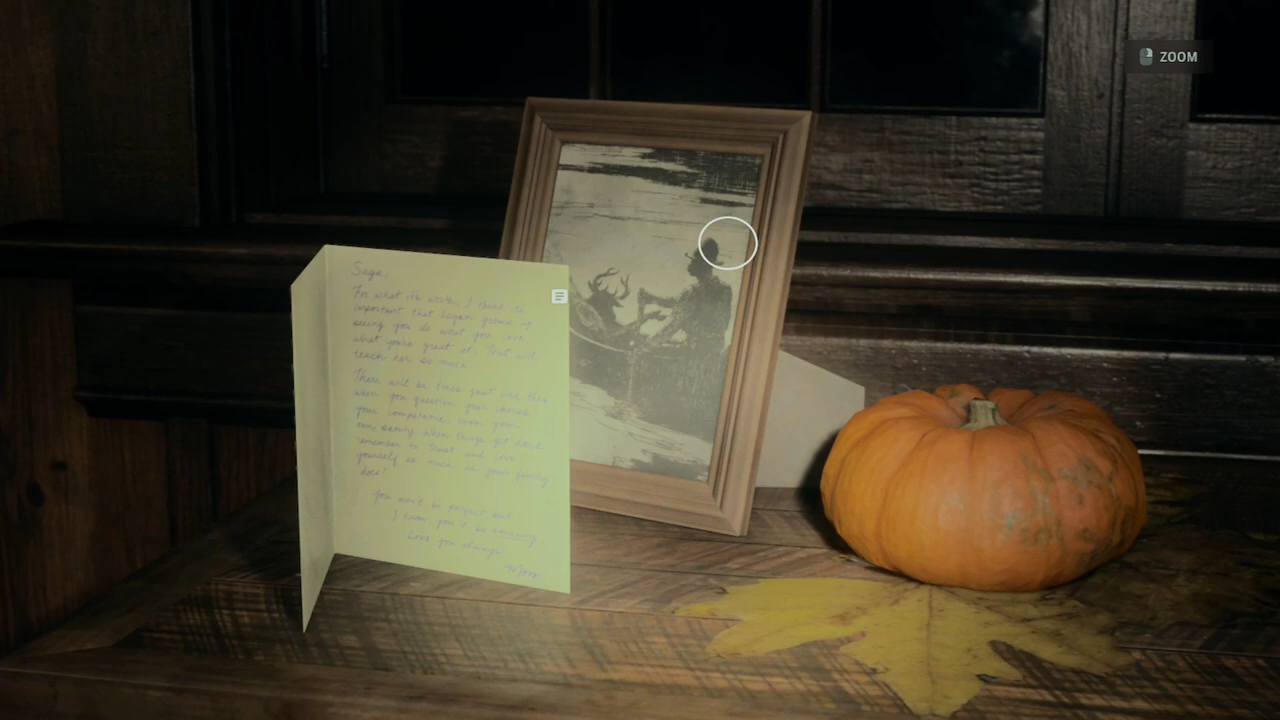 ZOOM
Saga,
For what it's worth, I think it's
important that Logan grows up
seeing you do what you love
what you're great at. That will
teach her so much.
There will be times just like this
when you question your choices
your competence, even your
own sanity. When things get dark
remember to trust and love
yourself as much as your family
does!
You won't be perfect but
I know you'll be amazing
Love you always
Mom